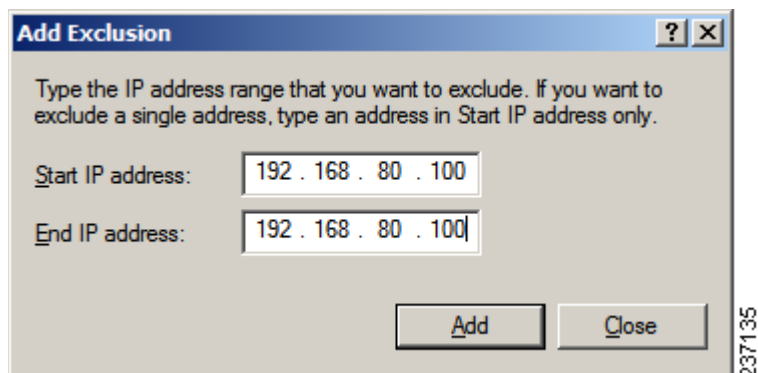 Add Exclusion
Type the IP address range that you want to exclude. If you want to
exclude a single address, type an address in Start IP address only.
Start IP address: 192 . 168 . 80 . 100
End IP address: 192 . 168 . 80 . 100
Add Close
237135